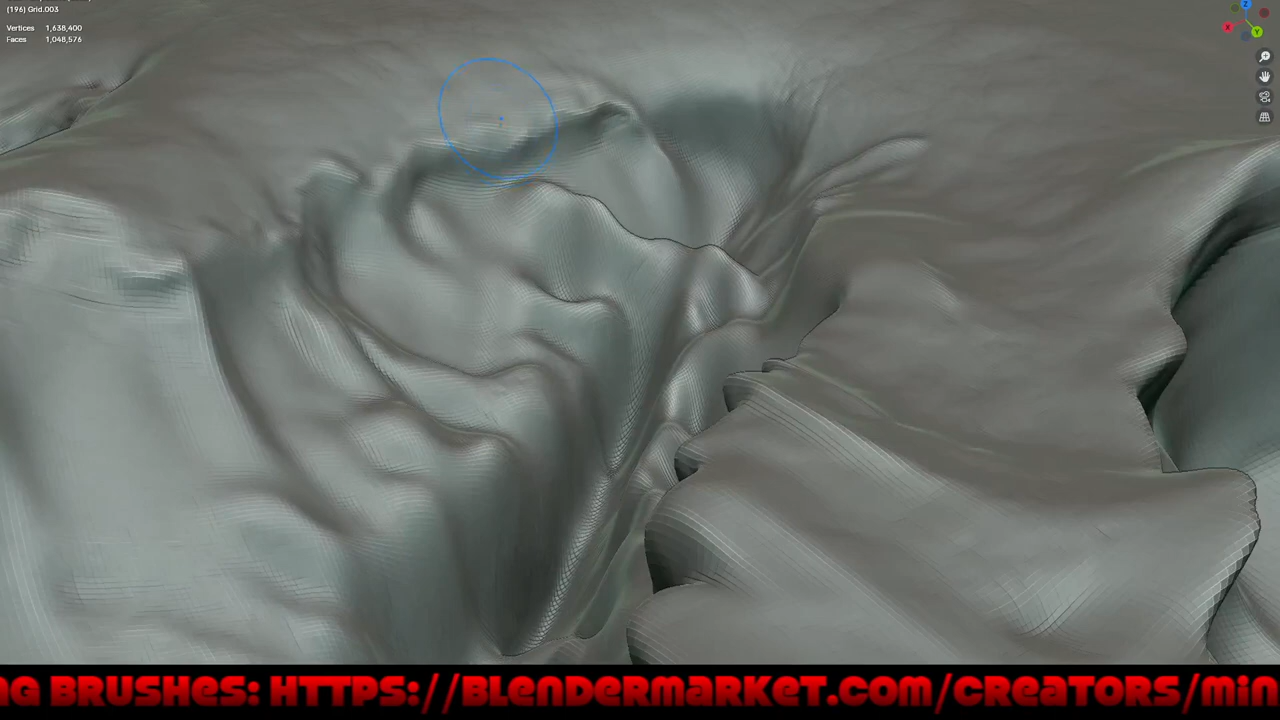 (196) Grid.003
Vertices 1,638,400
Faces 1,048,576
Z
X
Y
NG BRUSHES: HTTPS://BLENDERMARKET.COM/CREATORS/MIN